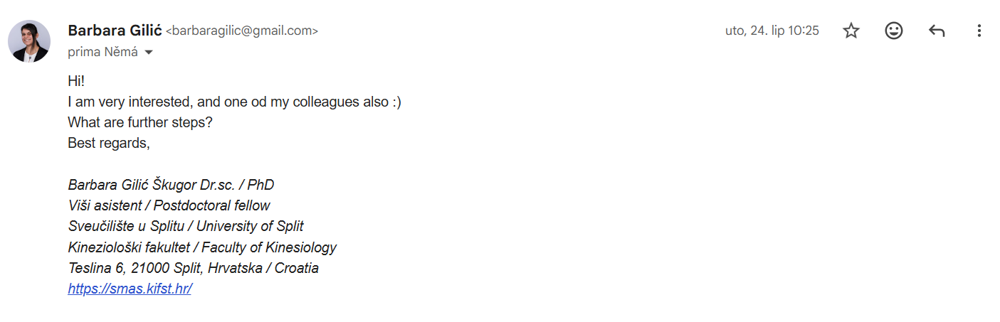 Barbara Gilić <barbaragilic@gmail.com>
uto, 24. lip 10:25
prima Němá
Hi!
I am very interested, and one od my colleagues also :)
What are further steps?
Best regards,
Barbara Gilić Škugor Dr.sc. / PhD
Viši asistent / Postdoctoral fellow
Sveučilište u Splitu / University of Split
Kineziološki fakultet / Faculty of Kinesiology
Teslina 6, 21000 Split, Hrvatska / Croatia
https://smas.kifst.hr/